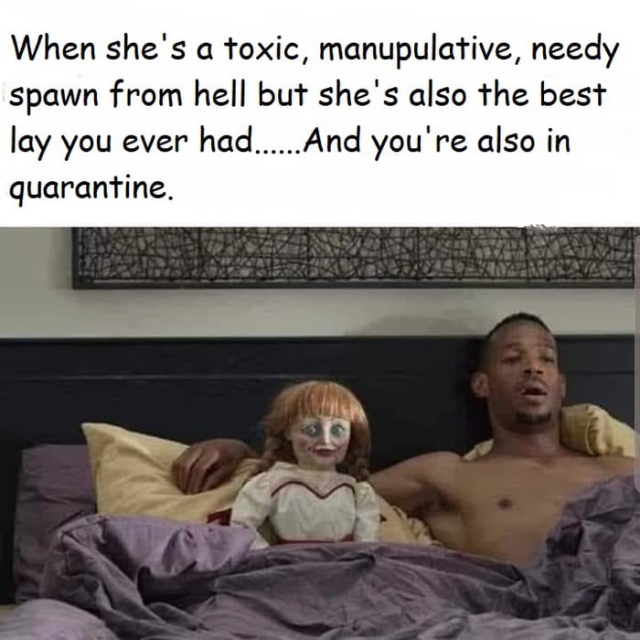 When she's a toxic, manupulative, needy
spawn from hell but she's also the best
lay you ever had......And you're also in
quarantine.